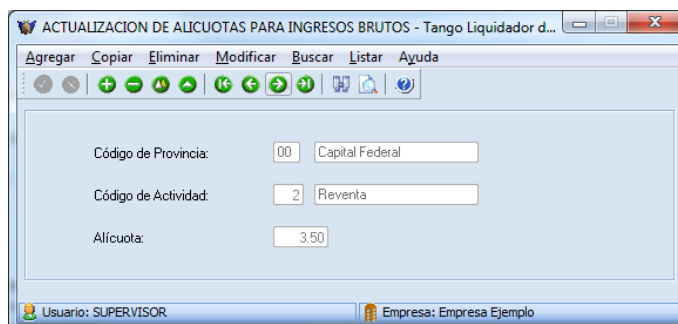 ACTUALIZACION DE ALICUOTAS PARA INGRESOS BRUTOS - Tango Liquidador d...
Agregar Copiar Eliminar Modificar Buscar Listar Ayuda
Código de Provincia: 00 Capital Federal
Código de Actividad: 2 Reventa
Alícuota: 3.50
Usuario: SUPERVISOR Empresa: Empresa Ejemplo